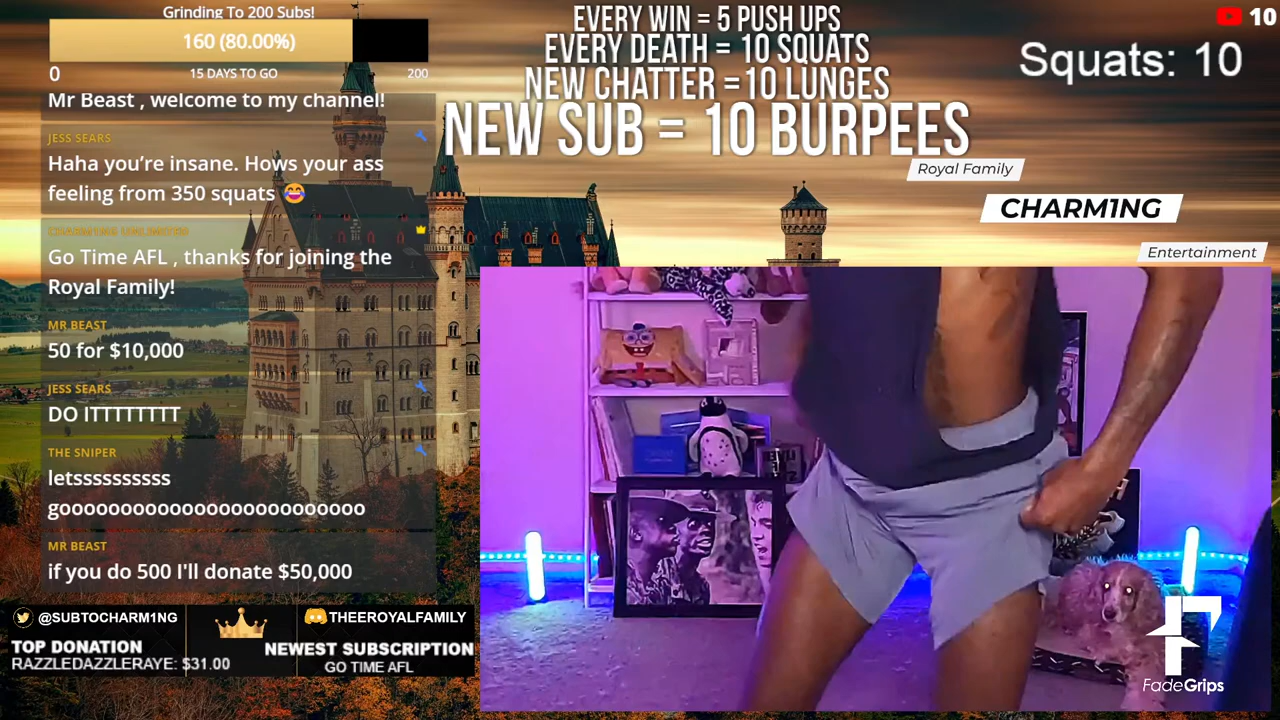 Grinding To 200 Subs!
160 (80.00%)
0
15 DAYS TO GO
200
Mr Beast , welcome to my channel!
JESS SEARS
Haha you’re insane. Hows your ass
feeling from 350 squats 😂
CHARM1NG UNLIMITED
Go Time AFL , thanks for joining the
Royal Family!
MR BEAST
50 for $10,000
JESS SEARS
DO ITTTTTTTT
THE SNIPER
letssssssssss
gooooooooooooooooooooooooo
MR BEAST
if you do 500 I'll donate $50,000
@SUBTOCHARM1NG
THEEROYALFAMILY
TOP DONATION
RAZZLEDAZZLERAYE: $31.00
NEWEST SUBSCRIPTION
GO TIME AFL
EVERY WIN = 5 PUSH UPS
EVERY DEATH = 10 SQUATS
NEW CHATTER =10 LUNGES
NEW SUB = 10 BURPEES
10
Squats: 10
Royal Family
CHARM1NG
Entertainment
FadeGrips